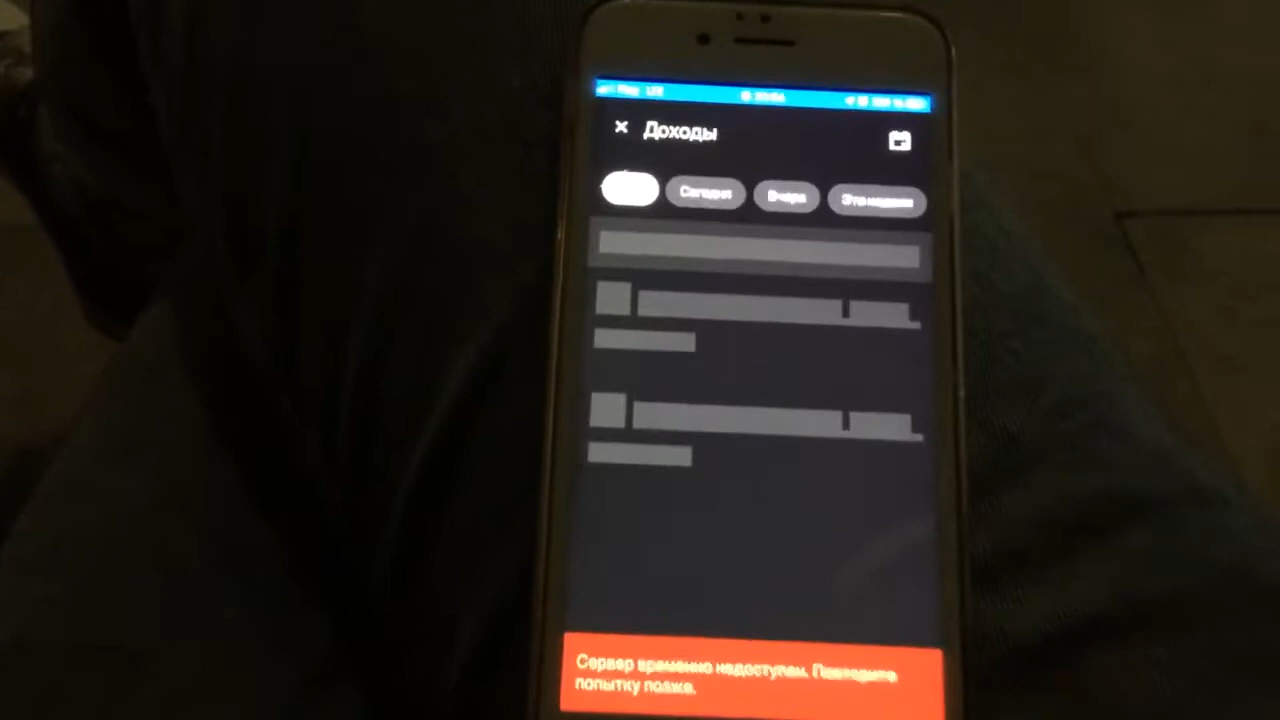 Доходы
Сегодня Вчера Эта неделя
Сервер временно недоступен. Повторите
попытку позже.